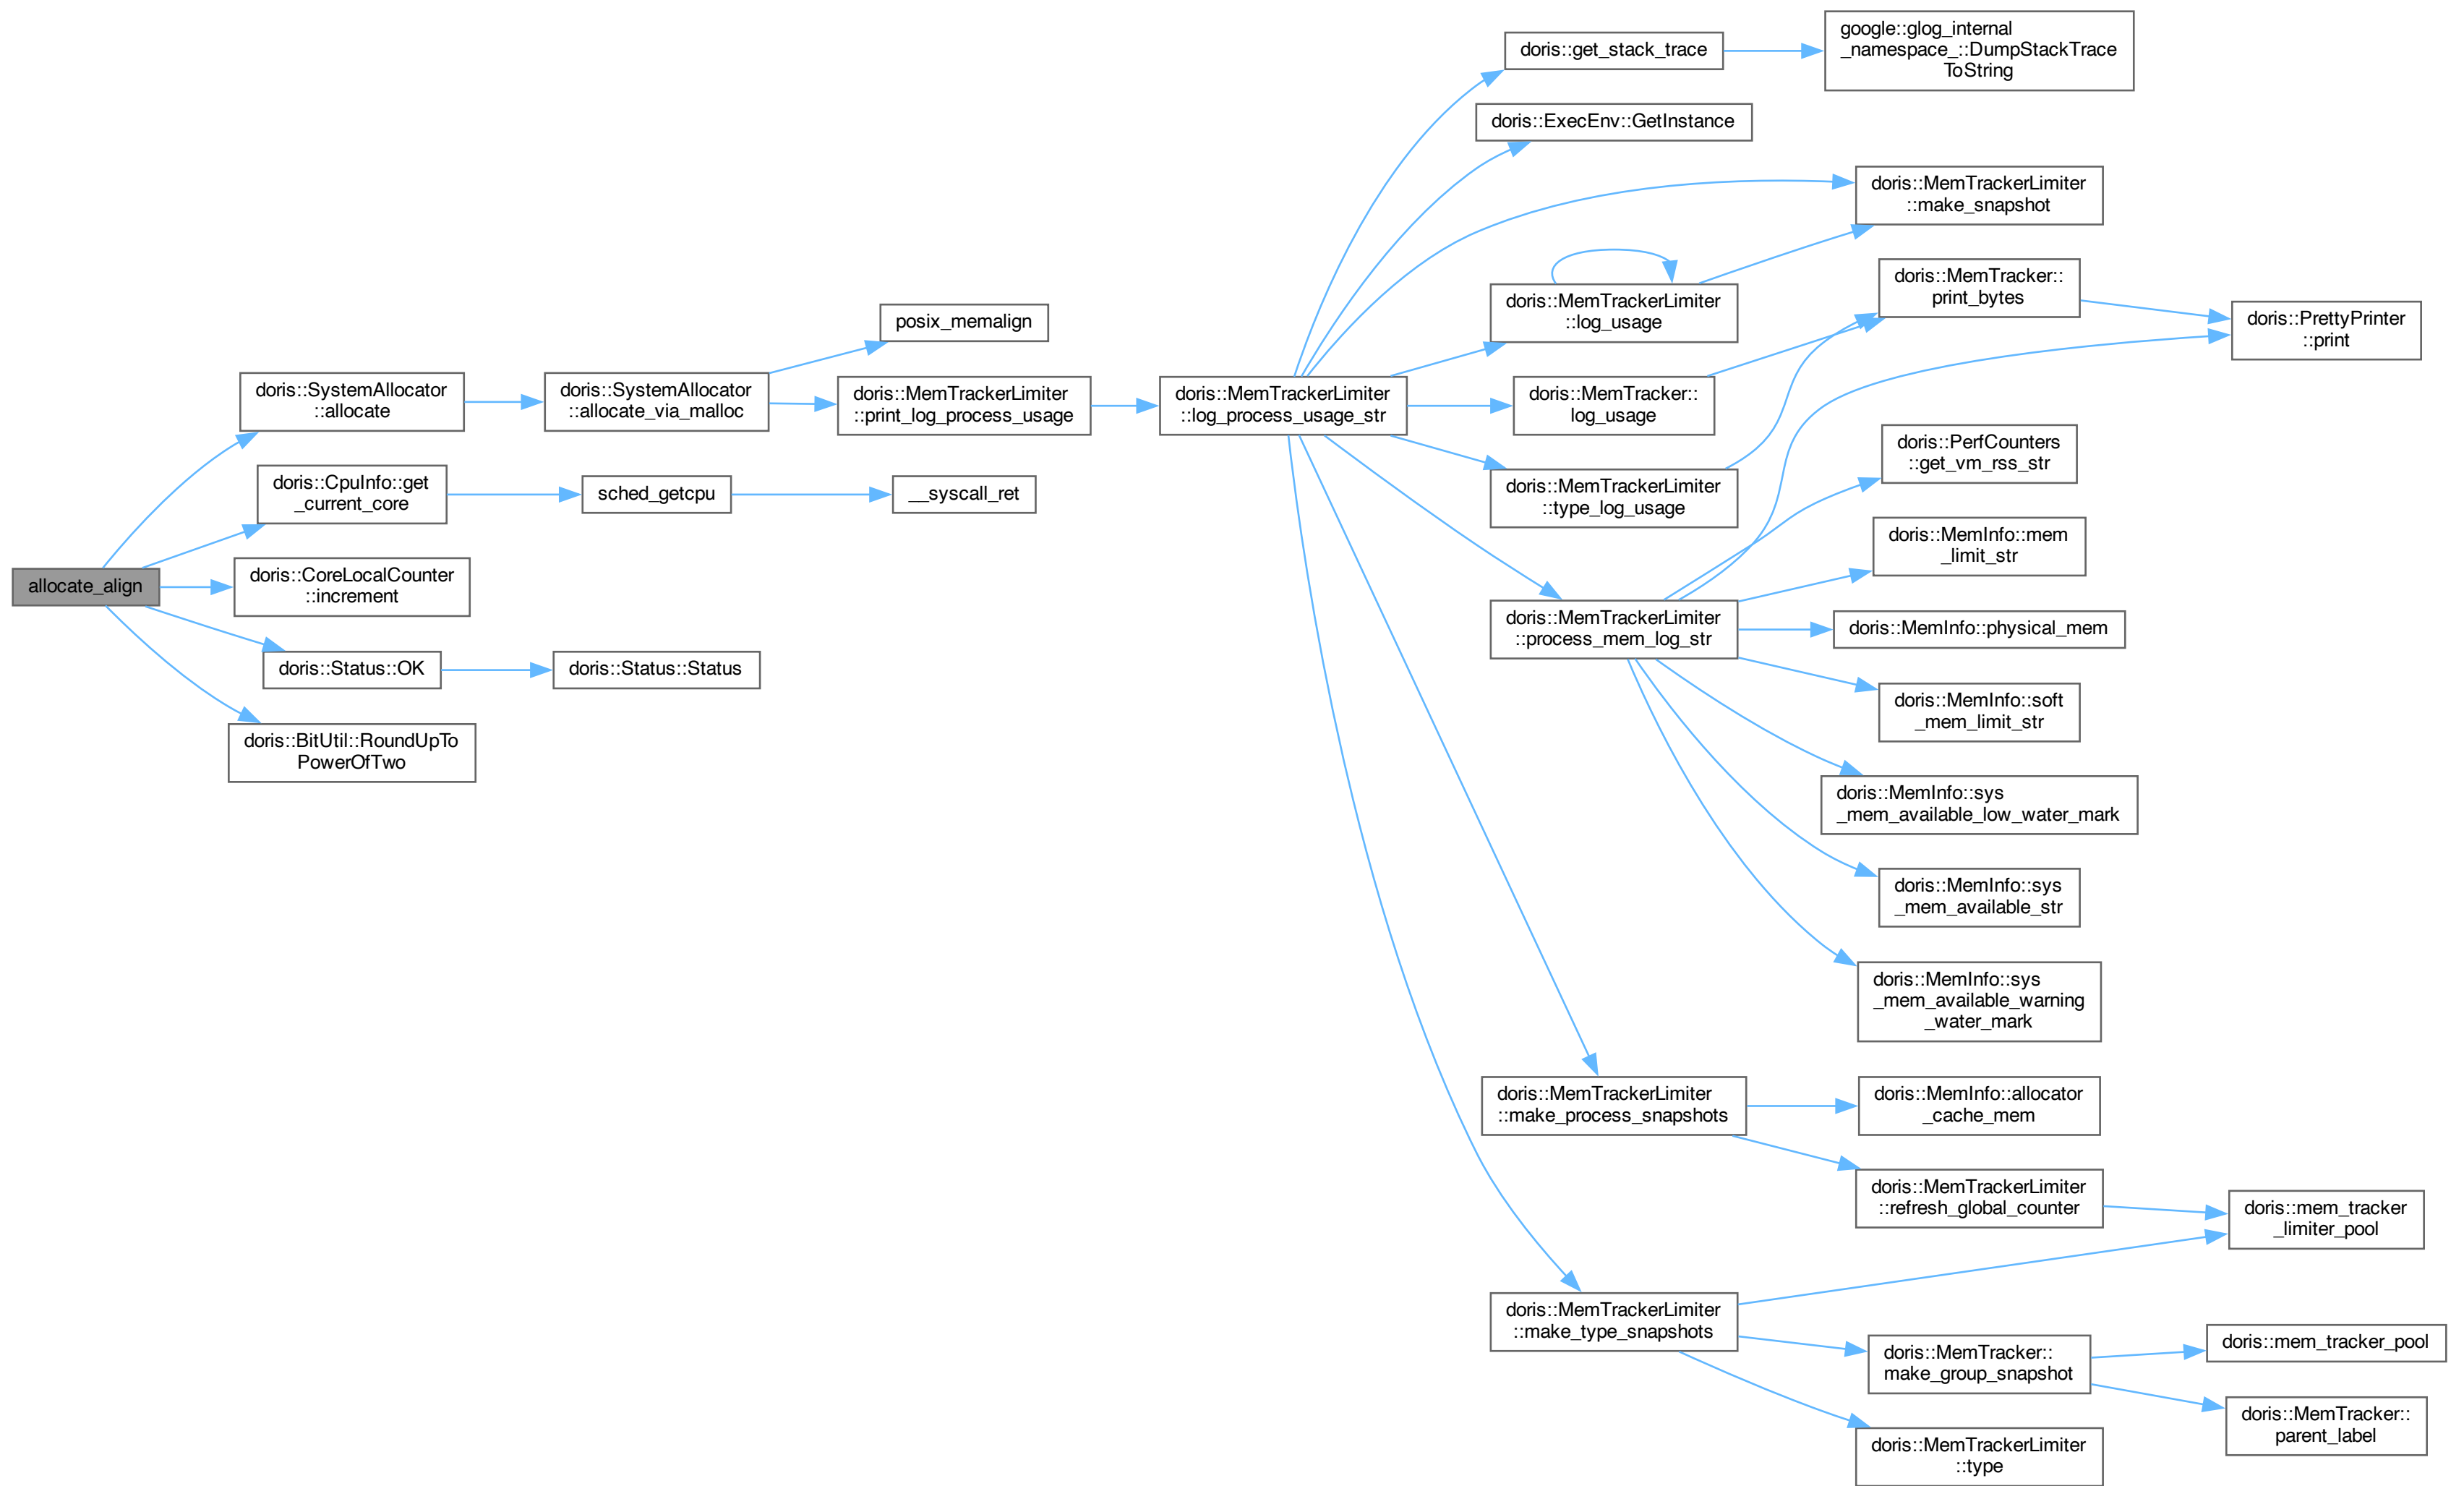 allocate_align
doris::SystemAllocator
::allocate
doris::CpuInfo::get
_current_core
doris::CoreLocalCounter
::increment
doris::Status::OK
doris::BitUtil::RoundUpTo
PowerOfTwo
doris::SystemAllocator
::allocate_via_malloc
sched_getcpu
doris::Status::Status
posix_memalign
doris::MemTrackerLimiter
::print_log_process_usage
__syscall_ret
doris::MemTrackerLimiter
::log_process_usage_str
doris::get_stack_trace
doris::ExecEnv::GetInstance
doris::MemTrackerLimiter
::log_usage
doris::MemTracker::
log_usage
doris::MemTrackerLimiter
::type_log_usage
doris::MemTrackerLimiter
::process_mem_log_str
doris::MemTrackerLimiter
::make_process_snapshots
doris::MemTrackerLimiter
::make_type_snapshots
google::glog_internal
_namespace_::DumpStackTrace
ToString
doris::MemTrackerLimiter
::make_snapshot
doris::MemTracker::
print_bytes
doris::PerfCounters
::get_vm_rss_str
doris::MemInfo::mem
_limit_str
doris::MemInfo::physical_mem
doris::MemInfo::soft
_mem_limit_str
doris::MemInfo::sys
_mem_available_low_water_mark
doris::MemInfo::sys
_mem_available_str
doris::MemInfo::sys
_mem_available_warning
_water_mark
doris::MemInfo::allocator
_cache_mem
doris::MemTrackerLimiter
::refresh_global_counter
doris::MemTracker::
make_group_snapshot
doris::MemTrackerLimiter
::type
doris::PrettyPrinter
::print
doris::mem_tracker
_limiter_pool
doris::mem_tracker_pool
doris::MemTracker::
parent_label